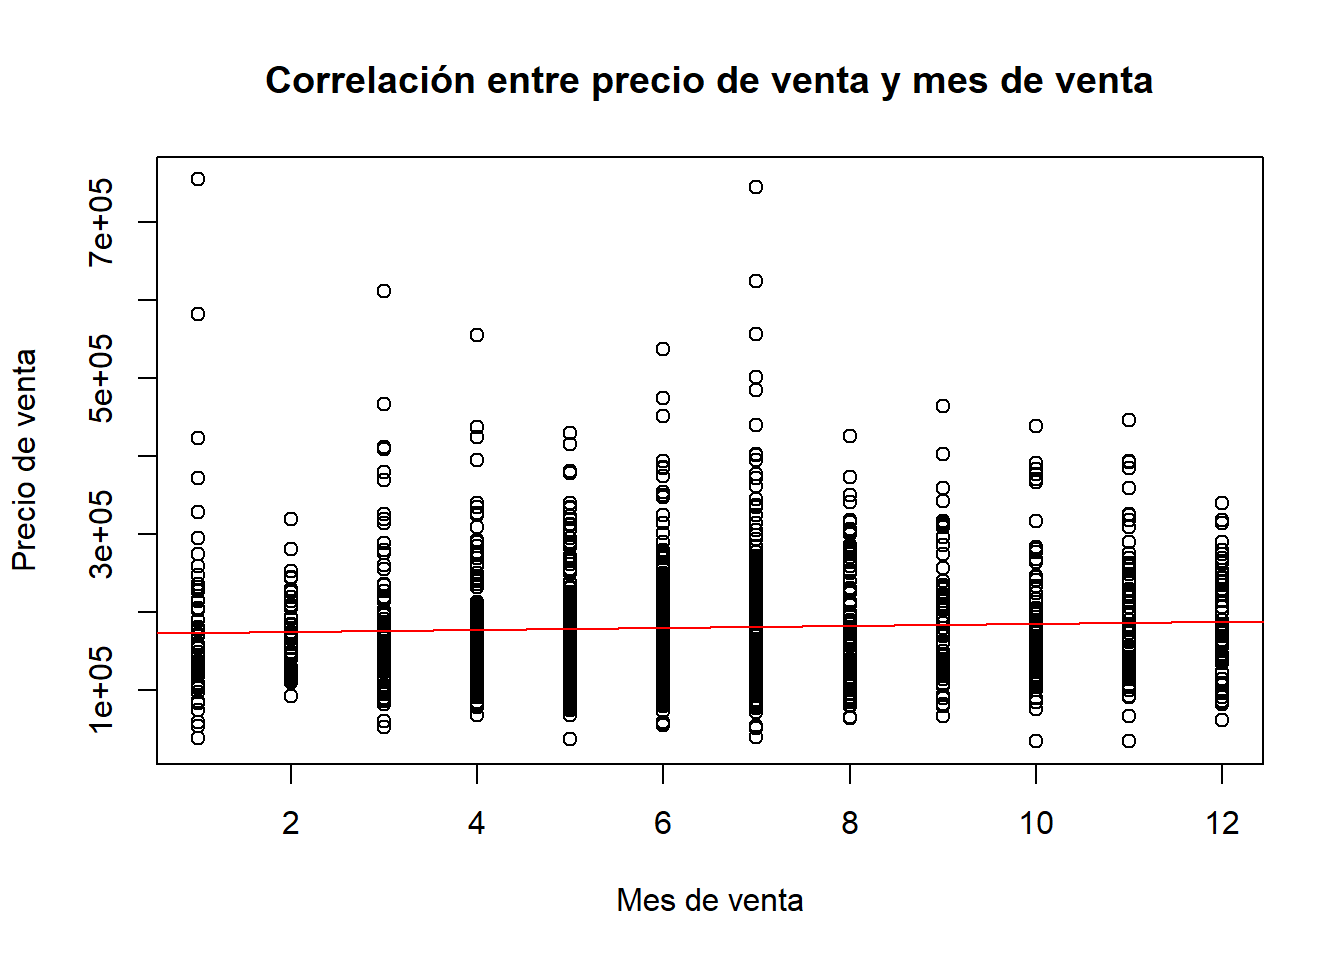 Correlación entre precio de venta y mes de venta
Precio de venta
7e+05
5e+05
3e+05
1e+05
2 4 6 8 10 12
Mes de venta